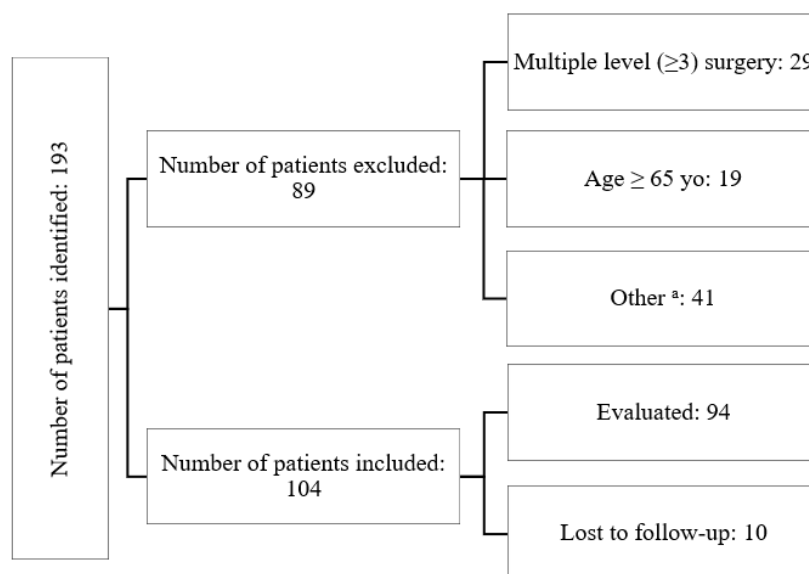 Number of patients identified: 193
Number of patients excluded:
89
Multiple level (≥3) surgery: 29
Age ≥ 65 yo: 19
Other ª: 41
Number of patients included:
104
Evaluated: 94
Lost to follow-up: 10